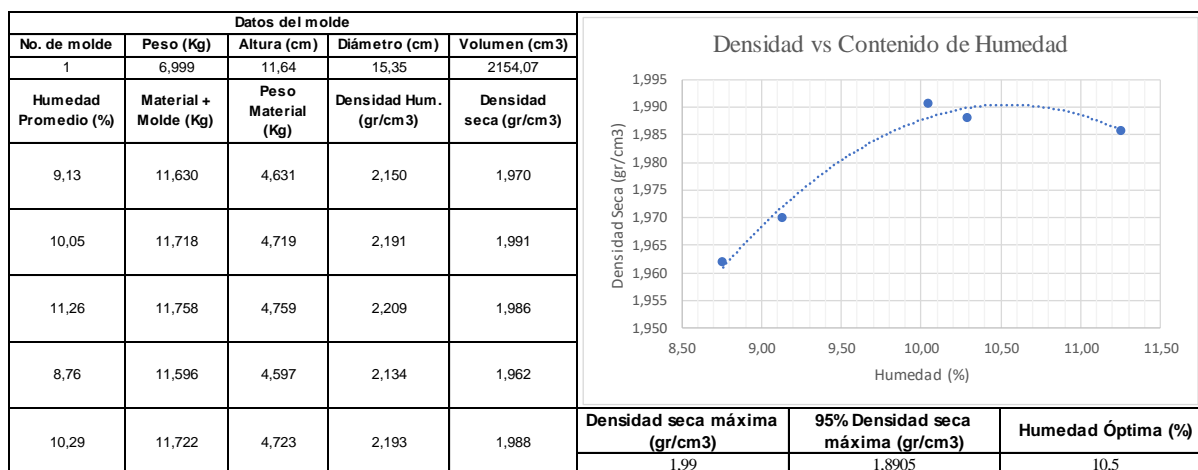 Datos del molde
No. de molde Peso (Kg) Altura (cm) Diámetro (cm) Volumen (cm3)
1 6,999 11,64 15,35 2154,07
Humedad Promedio (%) Material + Molde (Kg) Peso Material (Kg) Densidad Hum. (gr/cm3) Densidad seca (gr/cm3)
9,13 11,630 4,631 2,150 1,970
10,05 11,718 4,719 2,191 1,991
11,26 11,758 4,759 2,209 1,986
8,76 11,596 4,597 2,134 1,962
10,29 11,722 4,723 2,193 1,988
Densidad vs Contenido de Humedad
Densidad Seca (gr/cm3)
1,995
1,990
1,985
1,980
1,975
1,970
1,965
1,960
1,955
1,950
8,50 9,00 9,50 10,00 10,50 11,00 11,50
Humedad (%)
Densidad seca máxima (gr/cm3) 95% Densidad seca máxima (gr/cm3) Humedad Óptima (%)
1,99 1,8905 10,5